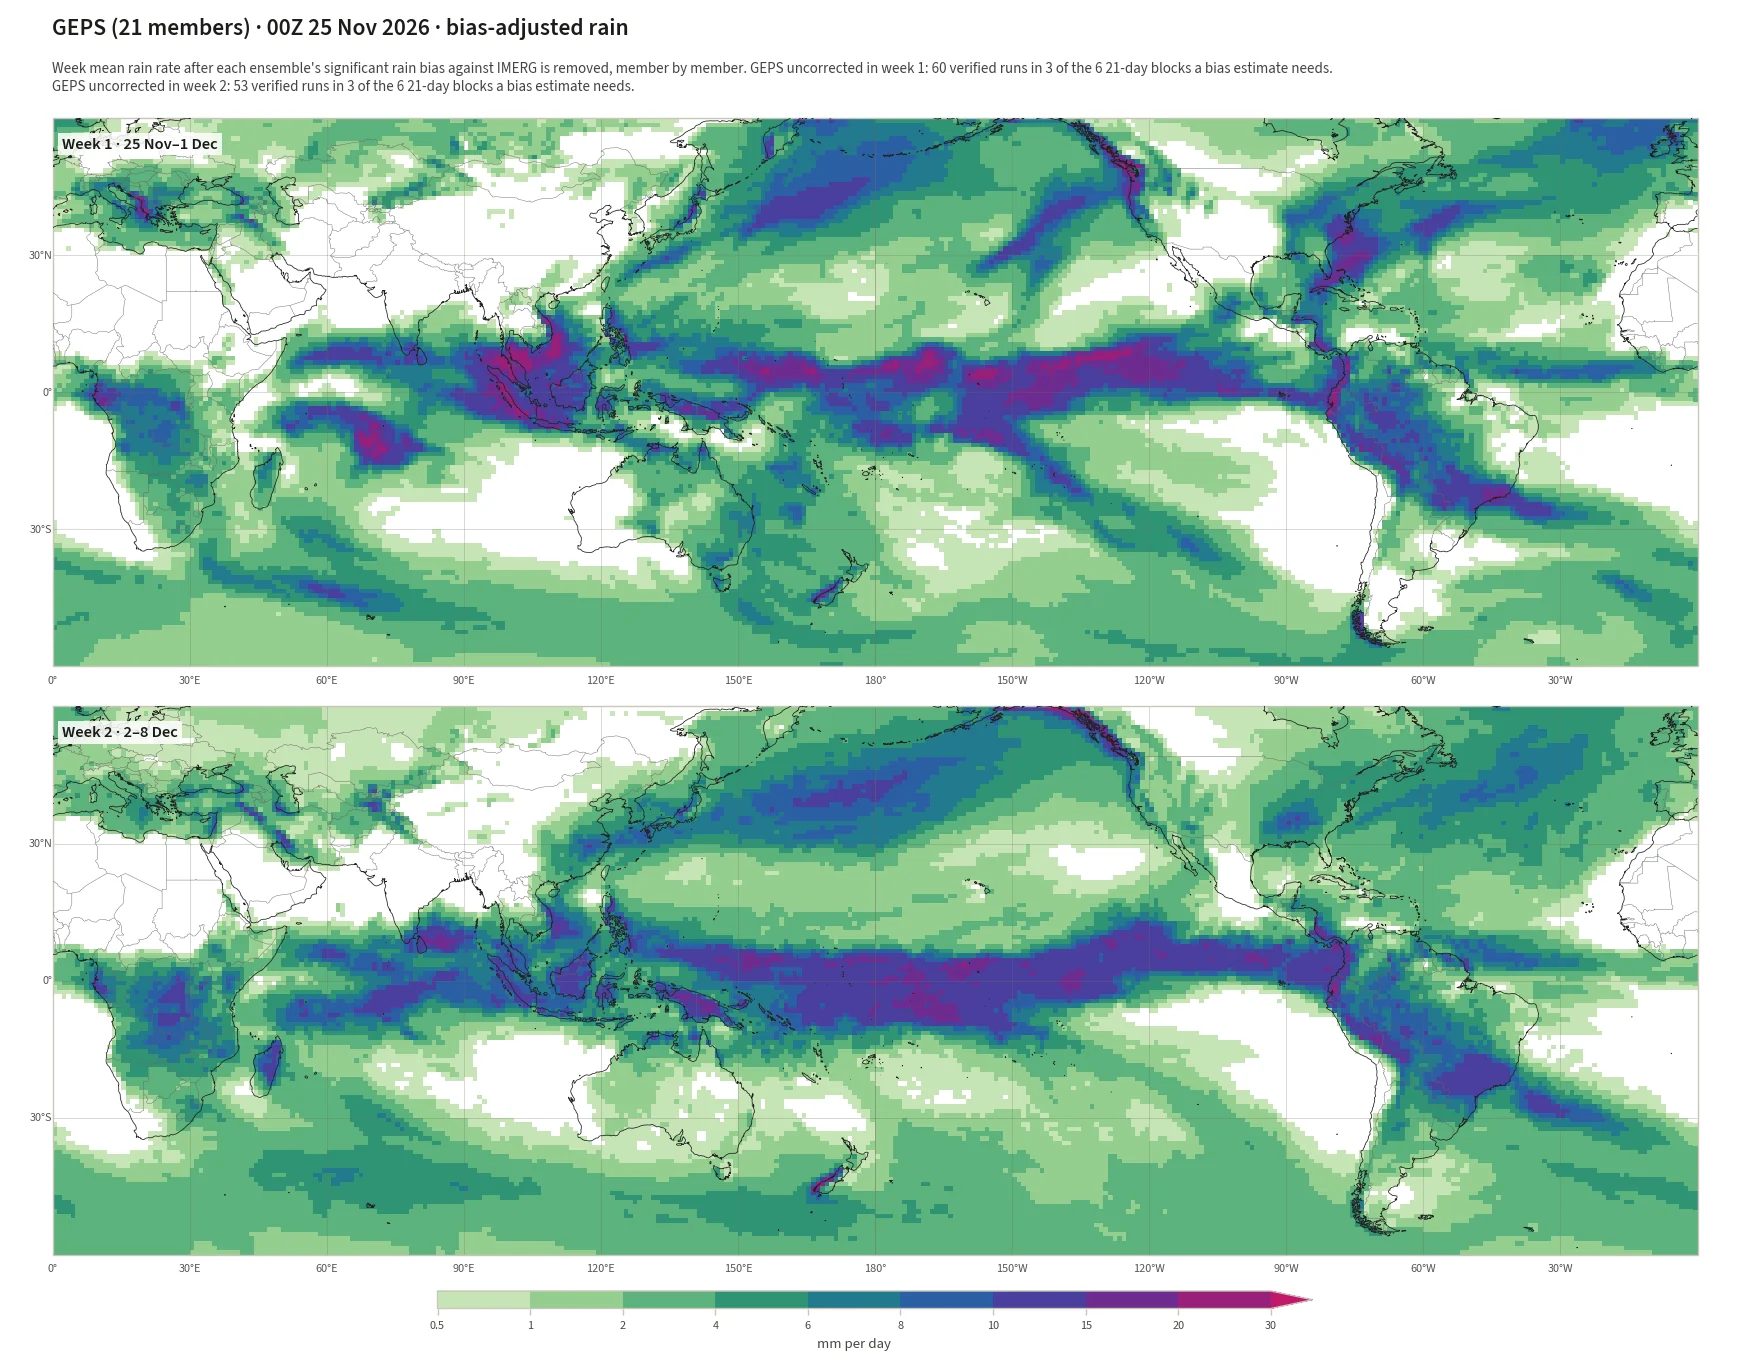 GEPS (21 members) · 00Z 25 Nov 2026 · bias-adjusted rain
Week mean rain rate after each ensemble's significant rain bias against IMERG is removed, member by member. GEPS uncorrected in week 1: 60 verified runs in 3 of the 6 21-day blocks a bias estimate needs.
GEPS uncorrected in week 2: 53 verified runs in 3 of the 6 21-day blocks a bias estimate needs.
Week 1 · 25 Nov–1 Dec
30°N
0°
30°S
0° 30°E 60°E 90°E 120°E 150°E 180° 150°W 120°W 90°W 60°W 30°W
Week 2 · 2–8 Dec
30°N
0°
30°S
0° 30°E 60°E 90°E 120°E 150°E 180° 150°W 120°W 90°W 60°W 30°W
0.5 1 2 4 6 8 10 15 20 30
mm per day